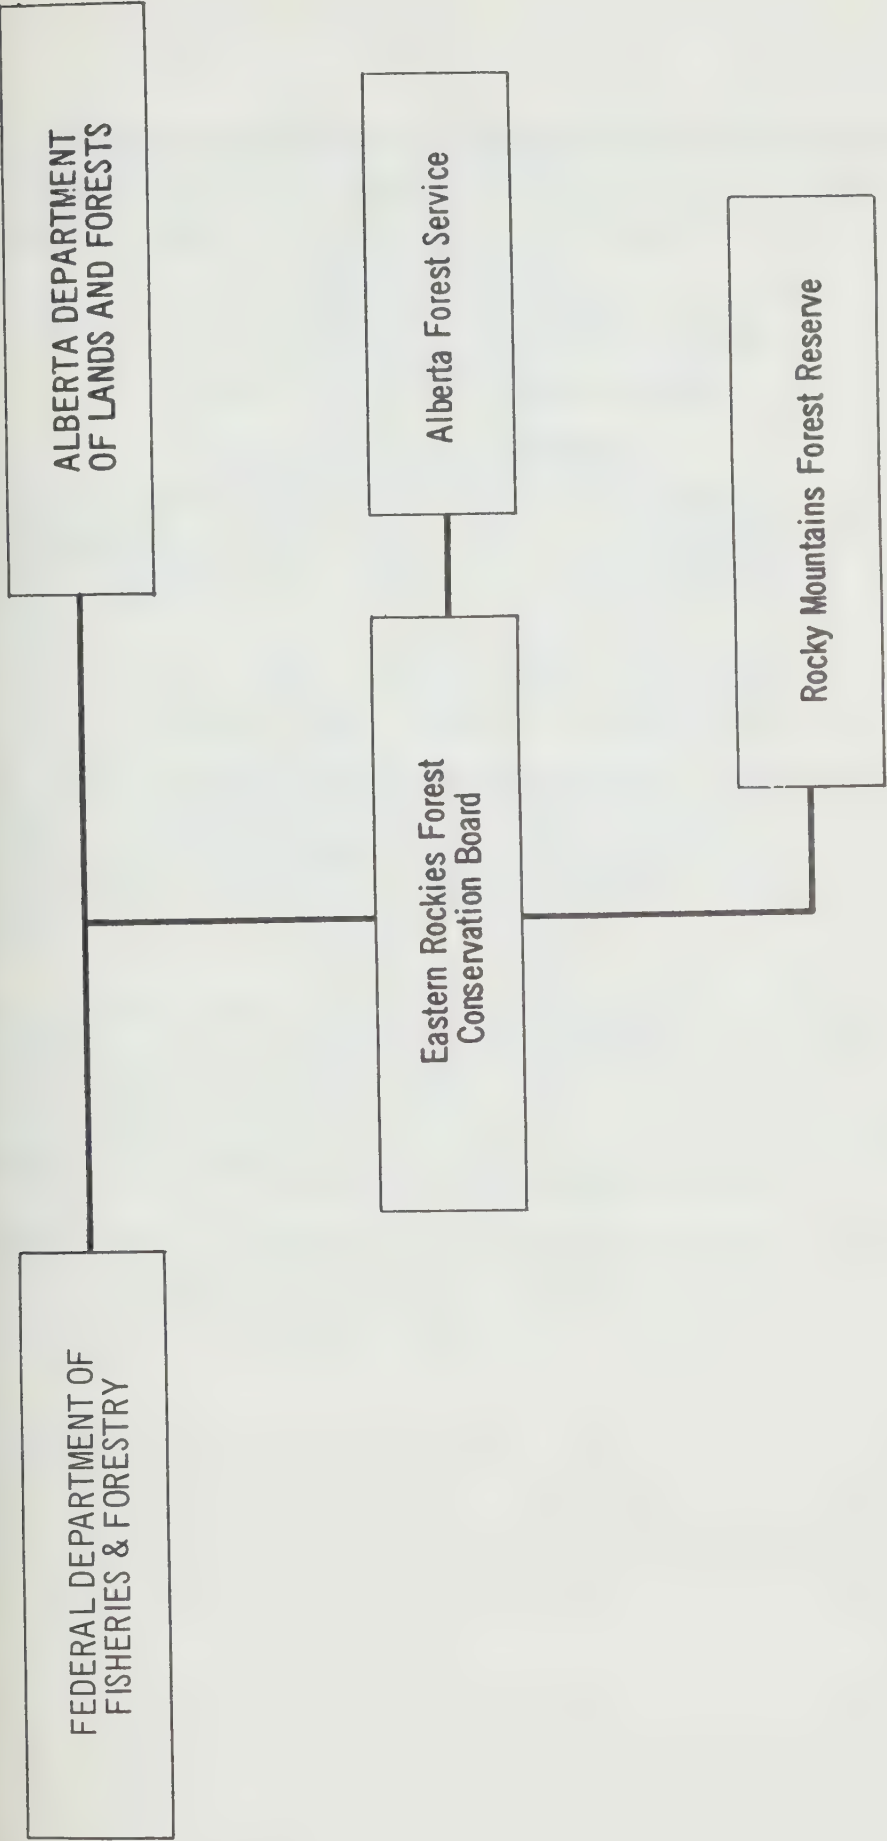 FEDERAL DEPARTMENT OF
FISHERIES & FORESTRY
ALBERTA DEPARTMENT
OF LANDS AND FORESTS
Eastern Rockies Forest
Conservation Board
Alberta Forest Service
Rocky Mountains Forest Reserve